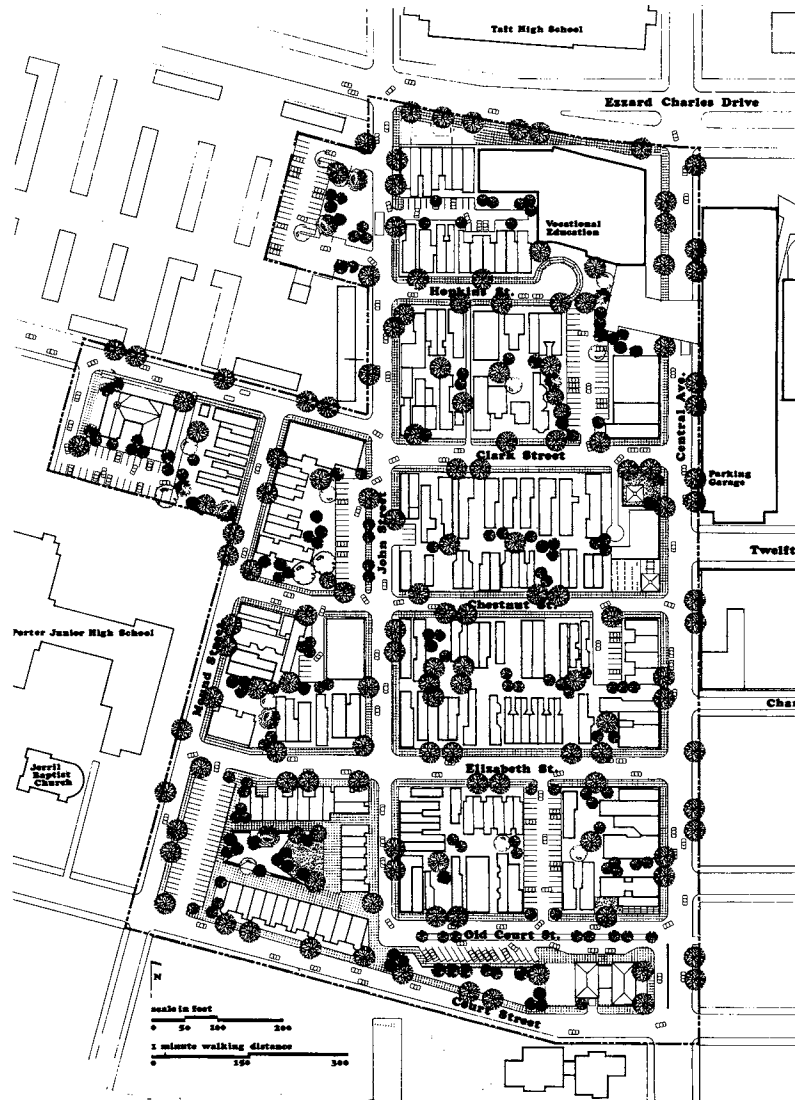 Taft High School
Ezzard Charles Drive
Vocational
Education
Hopkins St.
Central Ave.
Clark Street
Parking
Garage
John Street
Twelft
Chestnut St.
Porter Junior High School
Mound Street
Char
Jerril
Baptist
Church
Elizabeth St.
Old Court St.
Court Street
N
scale in feet
0 50 100 200
1 minute walking distance
0 150 300